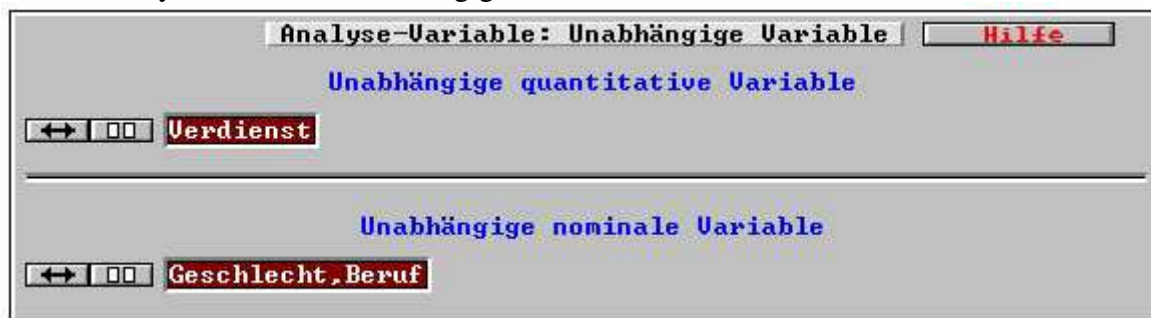 Analyse-Variable: Unabhängige Variable Hilfe
Unabhängige quantitative Variable
Verdienst
Unabhängige nominale Variable
Geschlecht,Beruf